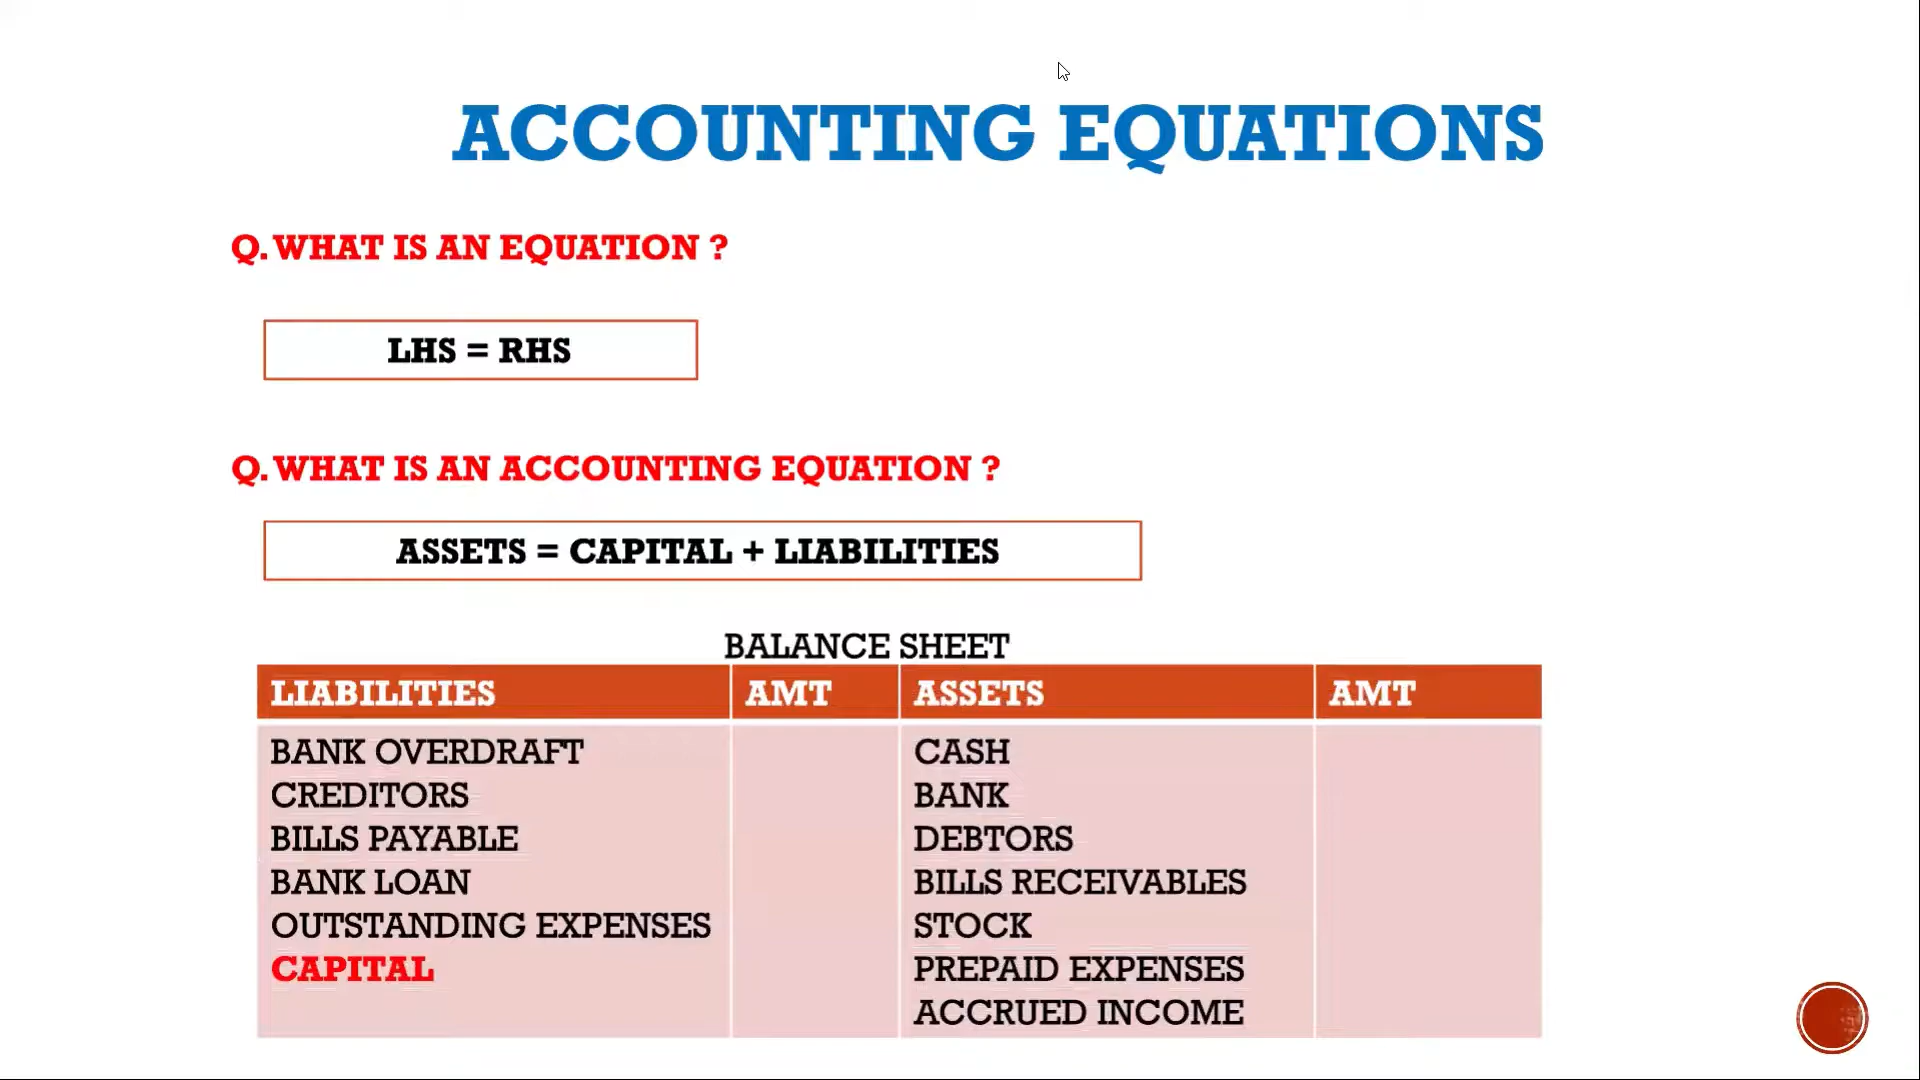 ACCOUNTING EQUATIONS
Q. WHAT IS AN EQUATION ?
LHS = RHS
Q. WHAT IS AN ACCOUNTING EQUATION ?
ASSETS = CAPITAL + LIABILITIES
BALANCE SHEET
LIABILITIES AMT ASSETS AMT
BANK OVERDRAFT CASH
CREDITORS BANK
BILLS PAYABLE DEBTORS
BANK LOAN BILLS RECEIVABLES
OUTSTANDING EXPENSES STOCK
CAPITAL PREPAID EXPENSES
ACCRUED INCOME